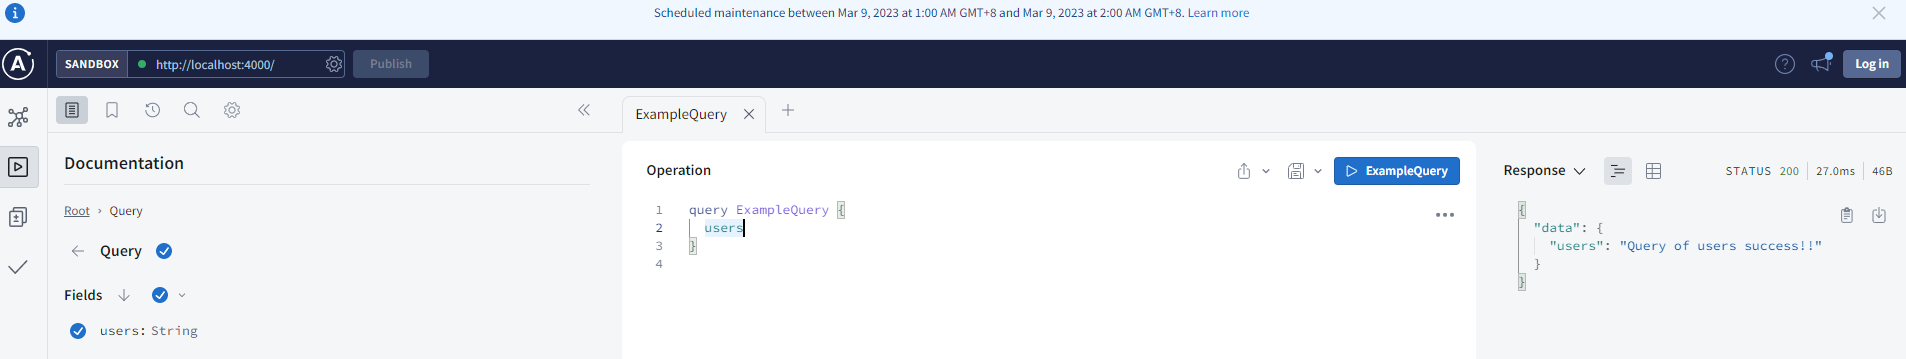 Scheduled maintenance between Mar 9, 2023 at 1:00 AM GMT+8 and Mar 9, 2023 at 2:00 AM GMT+8. Learn more
SANDBOX http://localhost:4000/ Publish Log in
ExampleQuery
Documentation
Root › Query
Query
Fields
users: String
Operation
ExampleQuery
1 query ExampleQuery {
2 users
3 }
4
Response STATUS 200 27.0ms 46B
{
"data": {
"users": "Query of users success!!"
}
}